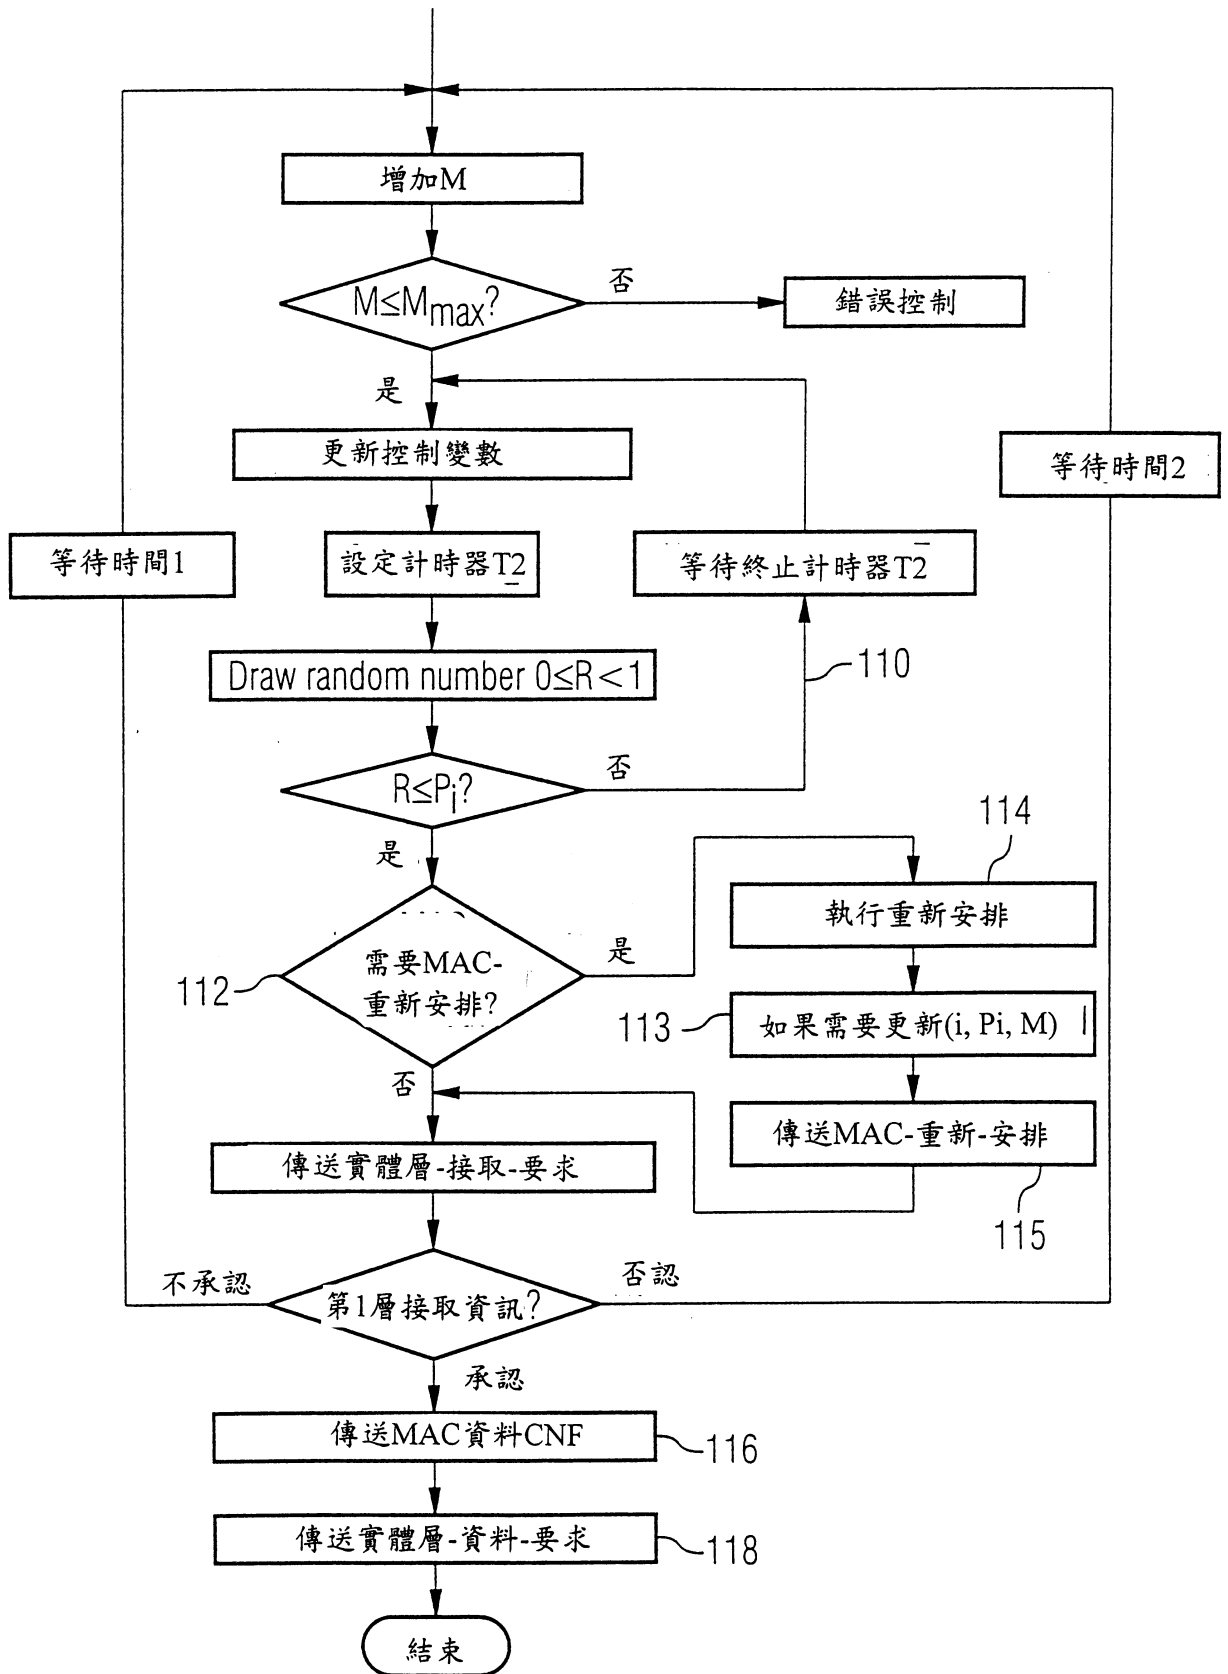 增加M
M≤Mmax?
否
錯誤控制
是
更新控制變數
等待時間2
等待時間1
設定計時器T2
等待終止計時器T2
Draw random number 0≤R<1
110
R≤Pi?
否
是
114
執行重新安排
需要MAC-
重新安排?
是
112
113
如果需要更新(i, Pi, M)
否
傳送MAC-重新-安排
傳送實體層-接取-要求
115
不承認
否認
第1層接取資訊?
承認
傳送MAC資料CNF
116
傳送實體層-資料-要求
118
結束